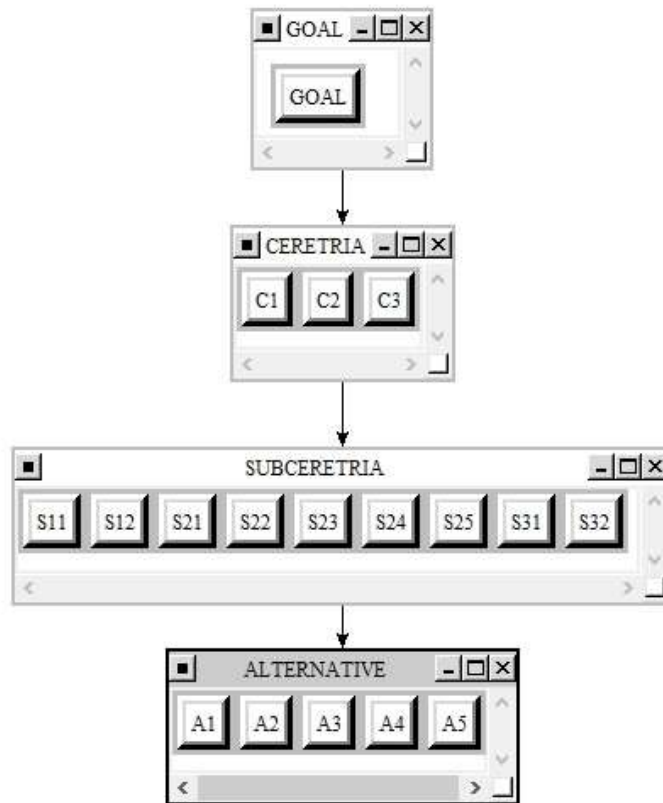 GOAL
GOAL
CERETRIA
C1 C2 C3
SUBCERETRIA
S11 S12 S21 S22 S23 S24 S25 S31 S32
ALTERNATIVE
A1 A2 A3 A4 A5